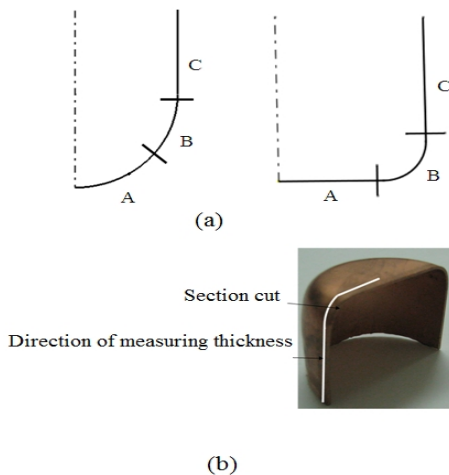 C
B
A
C
B
A
(a)
Section cut
Direction of measuring thickness
(b)